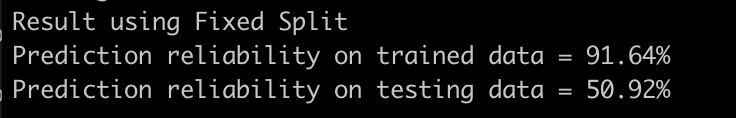 Result using Fixed Split
Prediction reliability on trained data = 91.64%
Prediction reliability on testing data = 50.92%